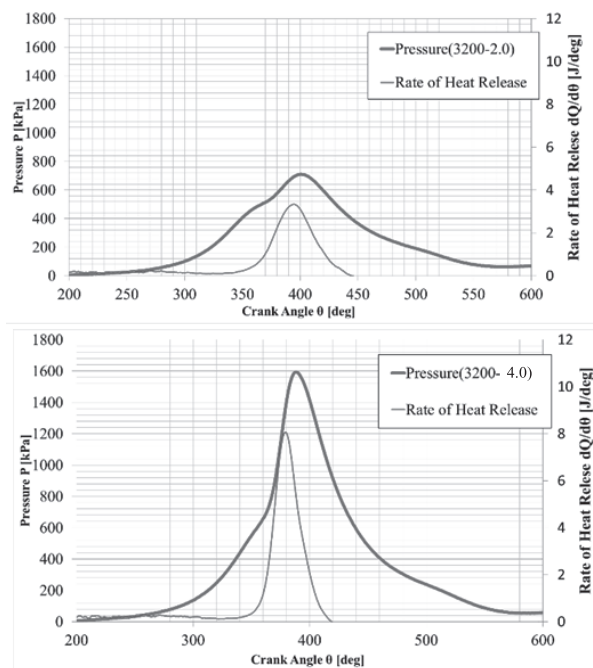 1800
1600
1400
1200
1000
800
600
400
200
0
Pressure P [kPa]
12
10
8
6
4
2
0
Rate of Heat Relese dQ/dθ [J/deg]
Pressure(3200-2.0)
Rate of Heat Release
200 250 300 350 400 450 500 550 600
Crank Angle θ [deg]
1800
1600
1400
1200
1000
800
600
400
200
0
Pressure P [kPa]
12
10
8
6
4
2
0
Rate of Heat Relese dQ/dθ [J/deg]
Pressure(3200- 4.0)
Rate of Heat Release
200 300 400 500 600
Crank Angle θ [deg]